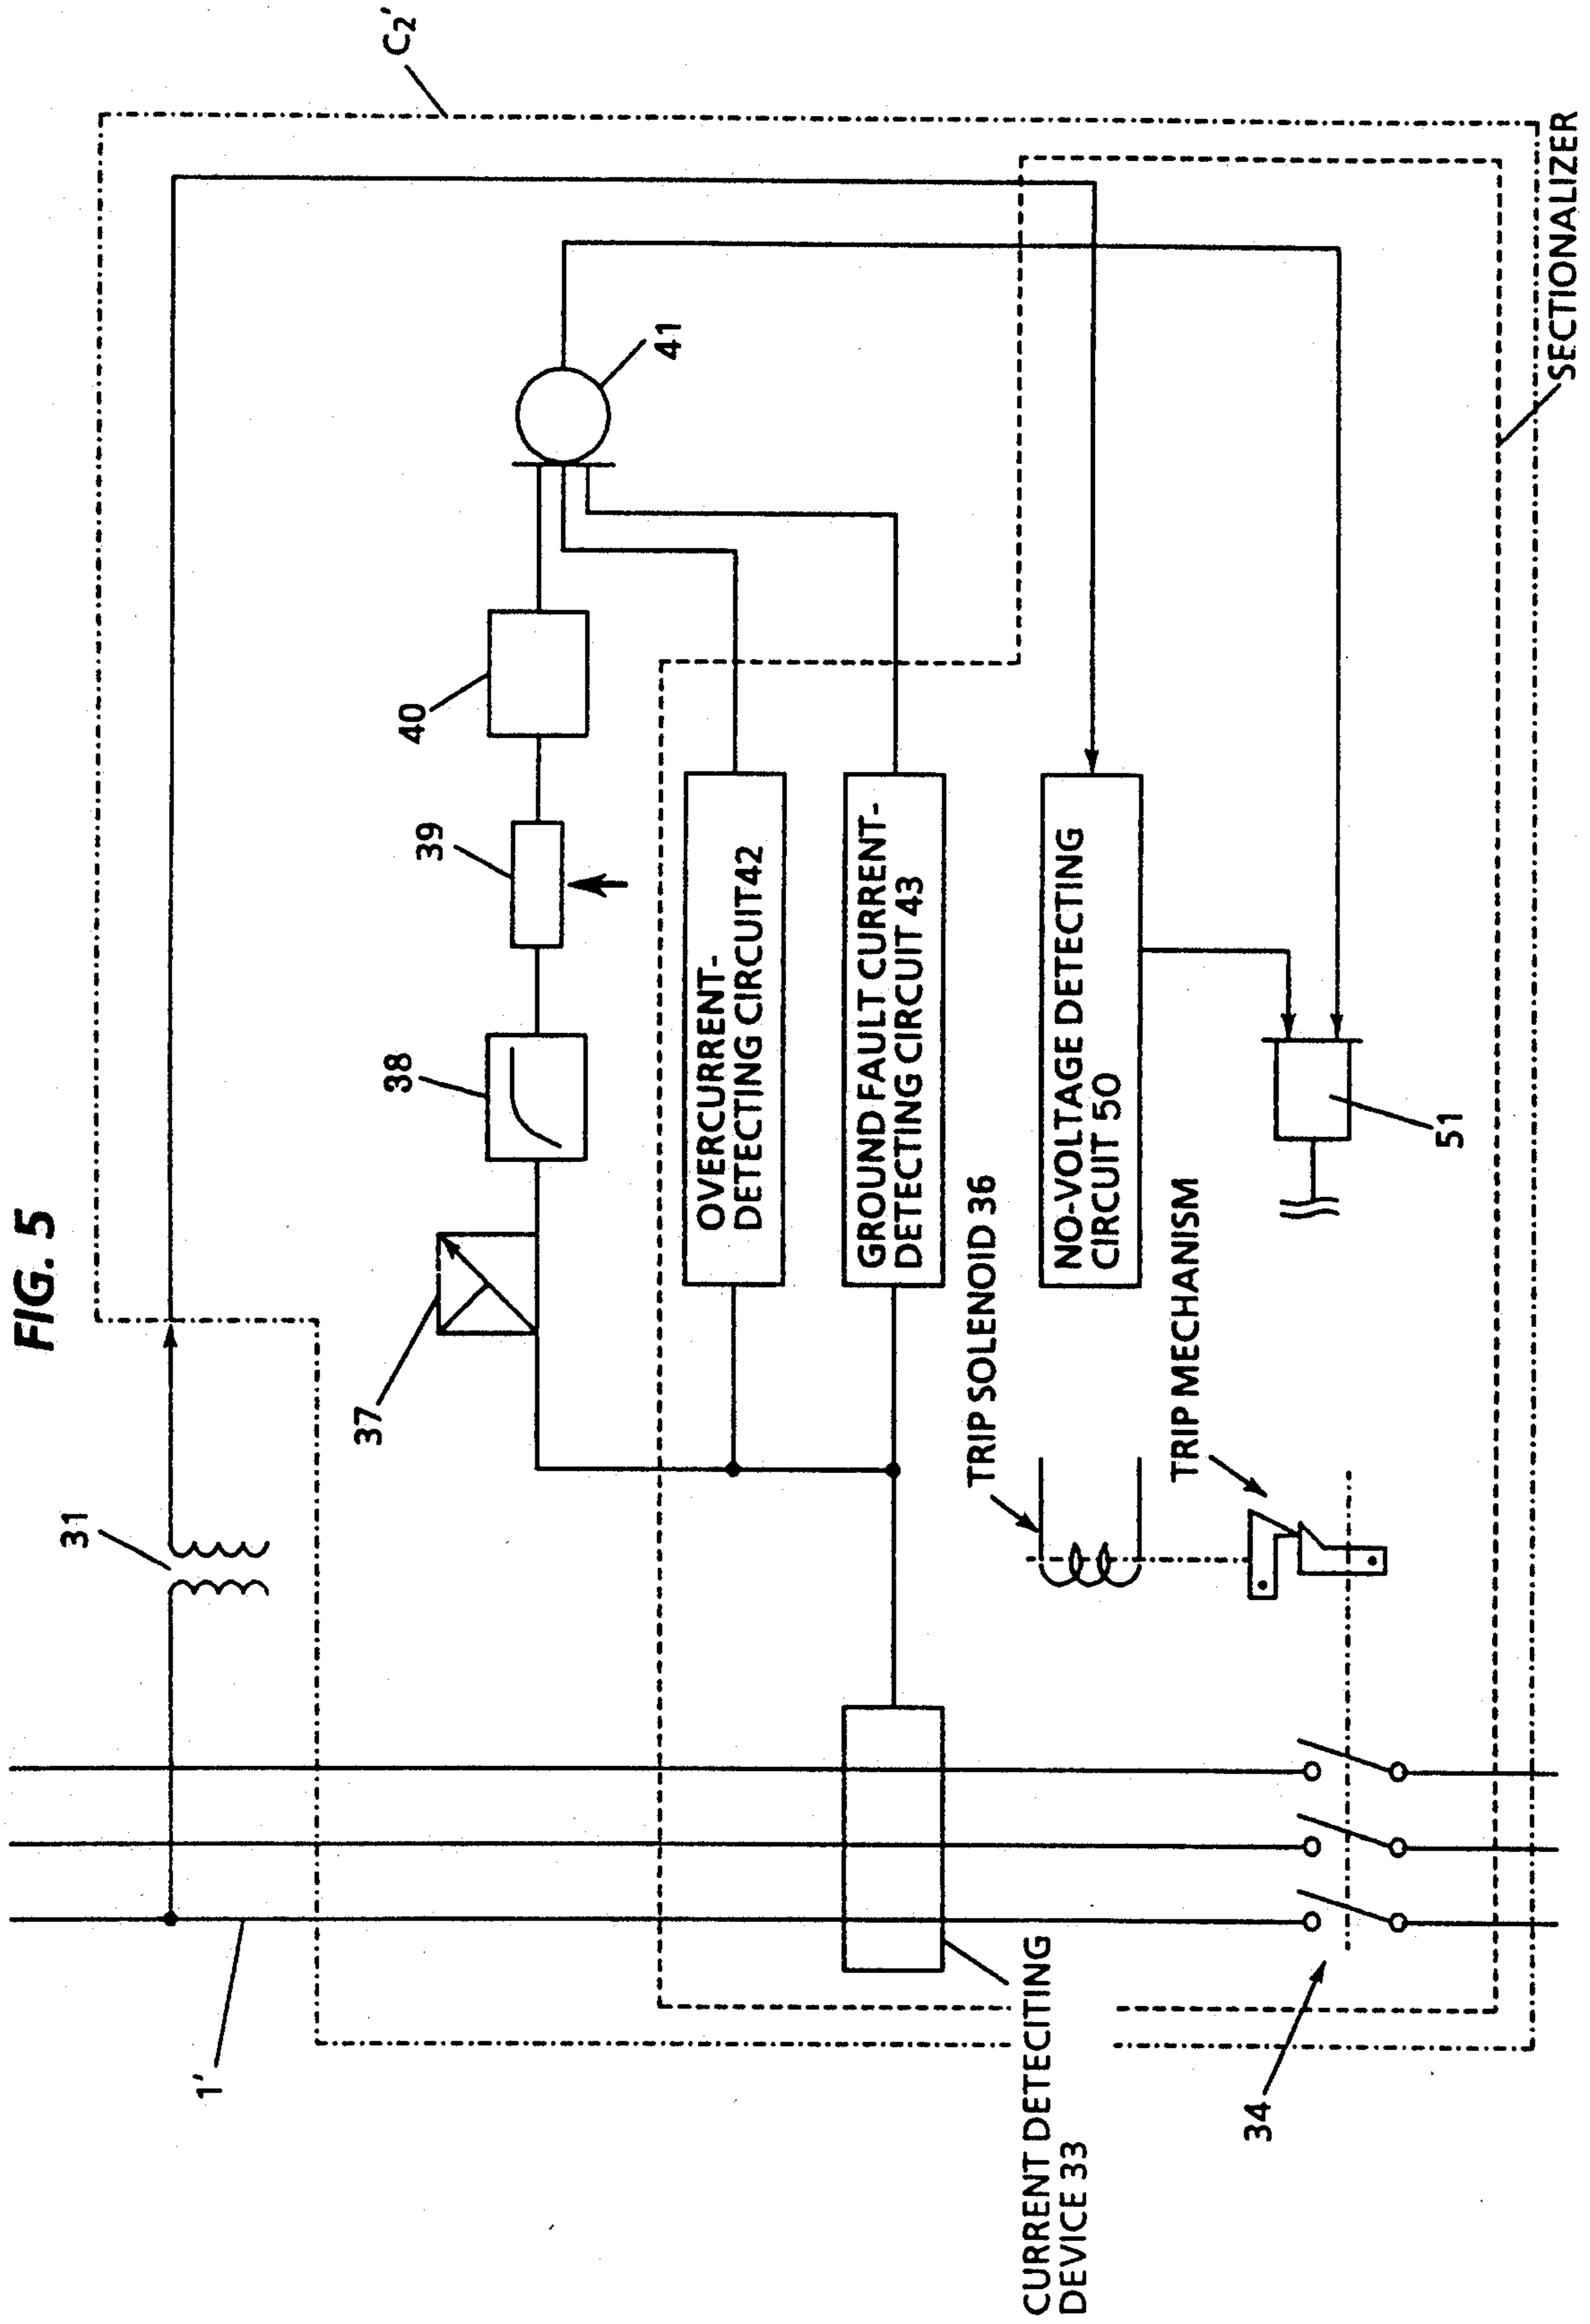 FIG. 5
C2'
31
1'
37
38
39
40
41
OVERCURRENT-
DETECTING CIRCUIT42
GROUND FAULT CURRENT-
DETECTING CIRCUIT 43
TRIP SOLENOID 36
NO-VOLTAGE DETECTING
CIRCUIT 50
TRIP MECHANISM
51
CURRENT DETECITING
DEVICE 33
34
SECTIONALIZER